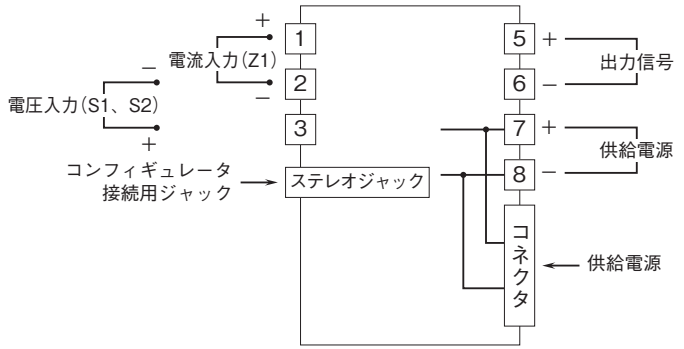 +
1
電流入力(Z1)
2
−
−
電圧入力(S1、S2)
+
3
コンフィギュレータ
接続用ジャック
ステレオジャック
5 +
出力信号
6 −
7 +
供給電源
8 −
コネクタ
供給電源